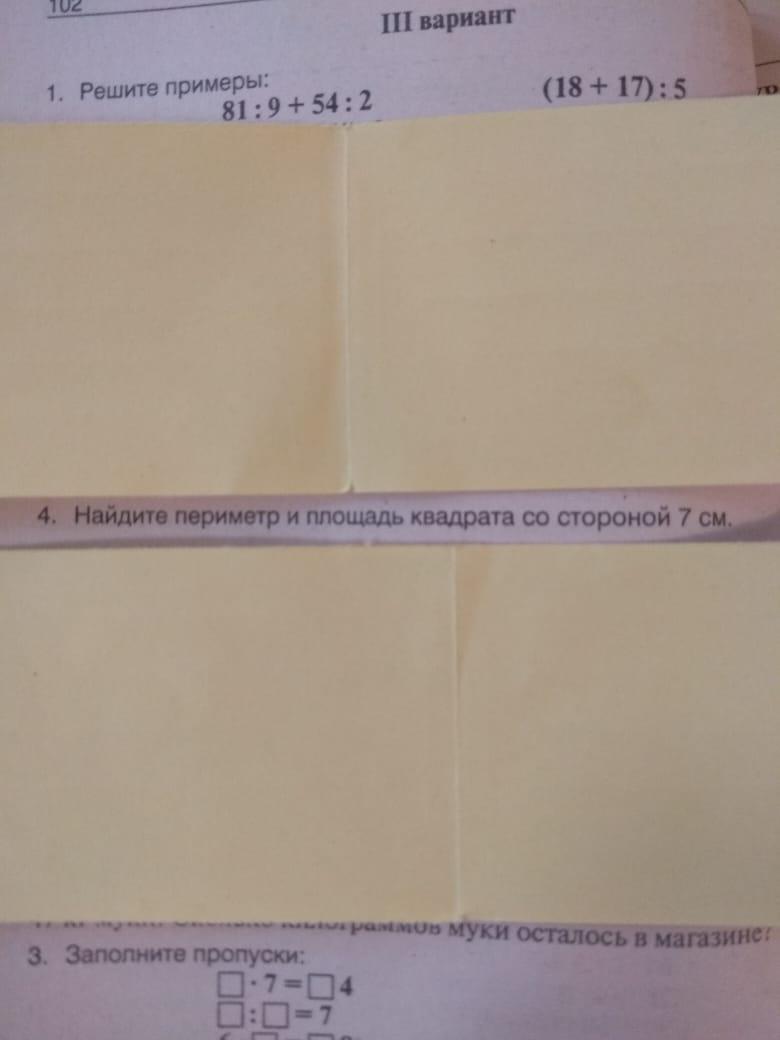 102
III вариант
1. Решите примеры:
81 : 9 + 54 : 2 (18 + 17) : 5
4. Найдите периметр и площадь квадрата со стороной 7 см.
муки осталось в магазине?
3. Заполните пропуски:
□ · 7 = □ 4
□ : □ = 7